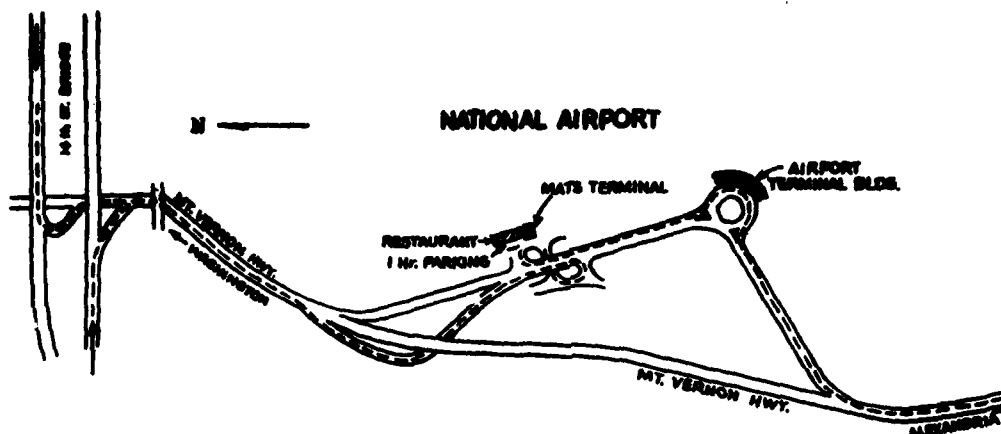 14th ST. BRIDGE
N
NATIONAL AIRPORT
AIRPORT
TERMINAL BLDG.
MATS TERMINAL
RESTAURANT
1 Hr. PARKING
MT. VERNON HWY.
WASHINGTON
MT. VERNON HWY.
ALEXANDRIA